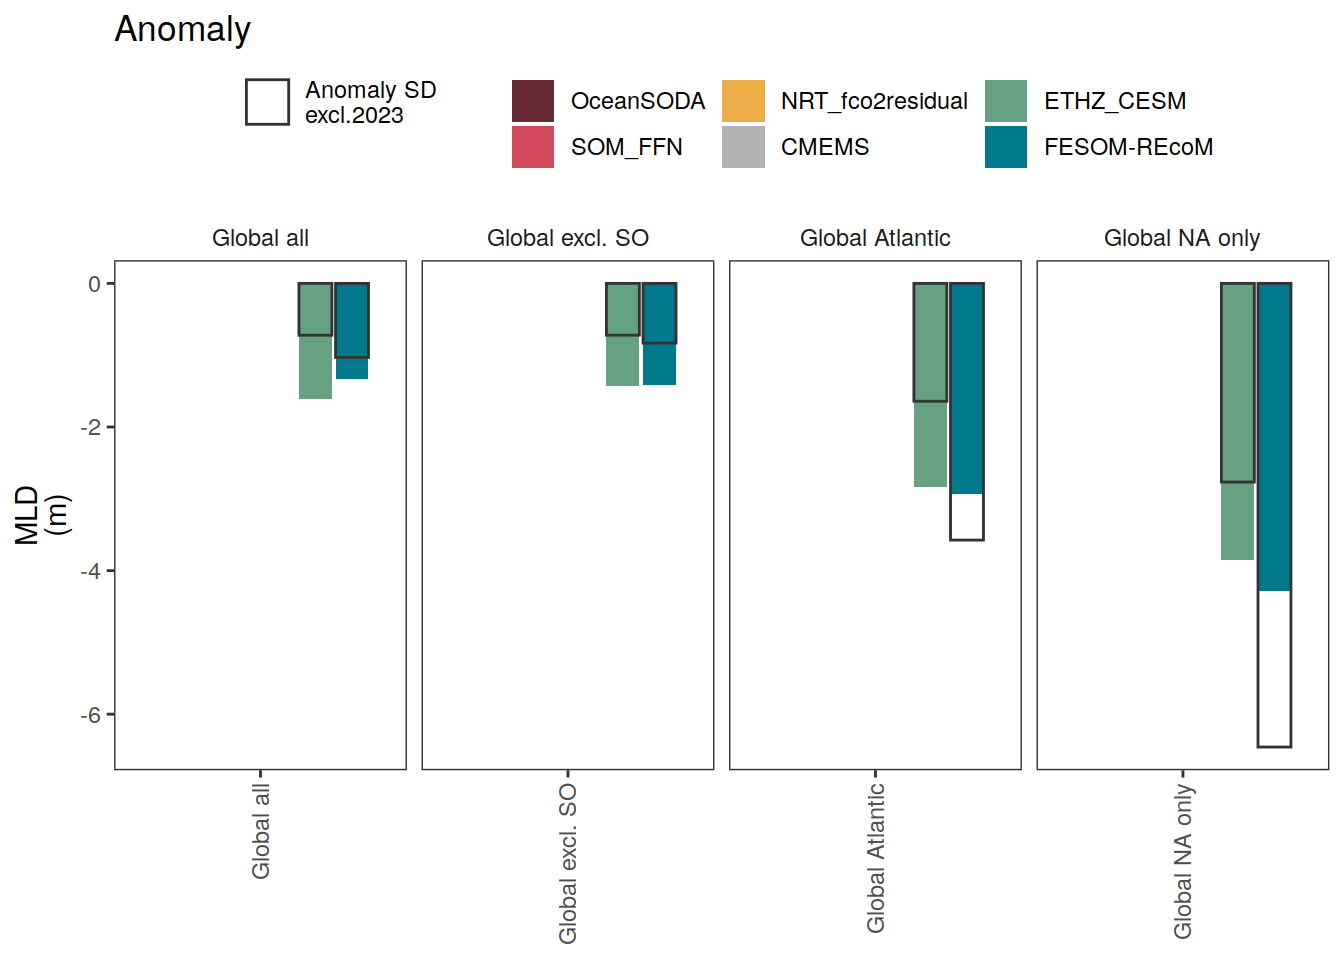 Anomaly
Anomaly SD
excl.2023
OceanSODA
NRT_fco2residual
ETHZ_CESM
SOM_FFN
CMEMS
FESOM-REcoM
Global all
Global excl. SO
Global Atlantic
Global NA only
0
-2
-4
-6
MLD
(m)
Global all
Global excl. SO
Global Atlantic
Global NA only